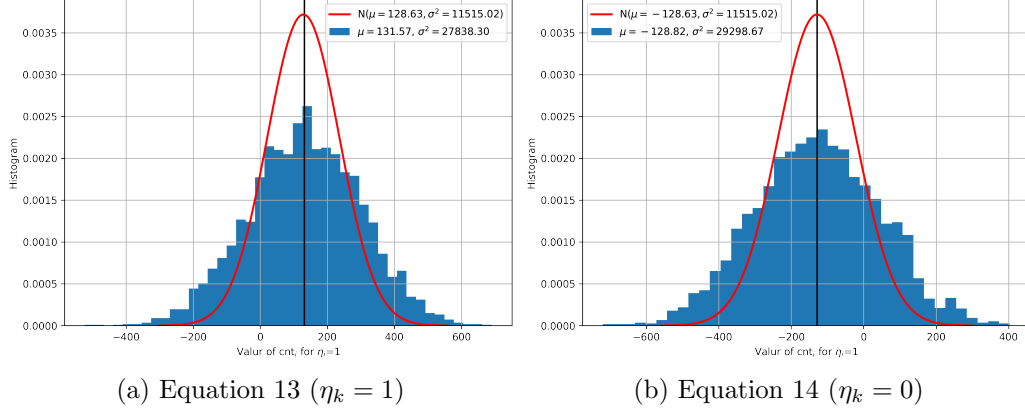 N(μ = 128.63, σ² = 11515.02)
μ = 131.57, σ² = 27838.30
0.0035
0.0030
0.0025
0.0020
0.0015
0.0010
0.0005
0.0000
Histogram
−400 −200 0 200 400 600
Valur of cntᵢ for ηᵢ=1
(a) Equation 13 (ηₖ = 1)
N(μ = −128.63, σ² = 11515.02)
μ = −128.82, σ² = 29298.67
0.0035
0.0030
0.0025
0.0020
0.0015
0.0010
0.0005
0.0000
Histogram
−600 −400 −200 0 200 400
Valur of cntᵢ for ηᵢ=1
(b) Equation 14 (ηₖ = 0)